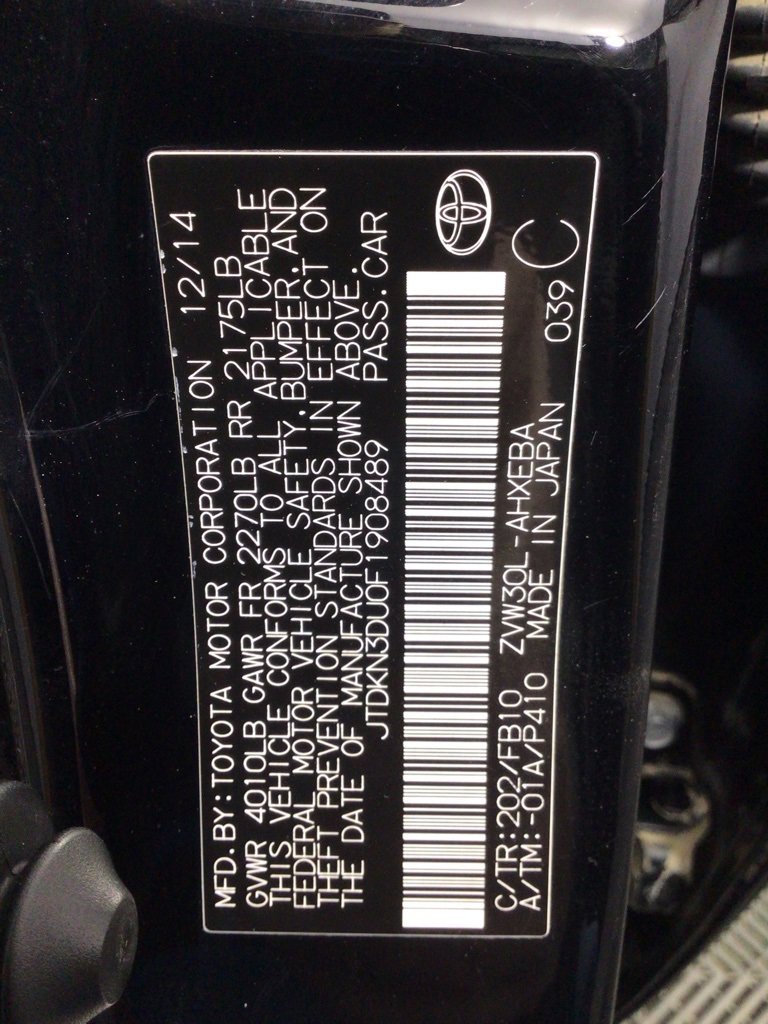 MFD.BY:TOYOTA MOTOR CORPORATION 12/14
GVWR 4010LB GAWR FR 2270LB RR 2175LB
THIS VEHICLE CONFORMS TO ALL APPLICABLE
FEDERAL MOTOR VEHICLE SAFETY,BUMPER,AND
THEFT PREVENTION STANDARDS IN EFFECT ON
THE DATE OF MANUFACTURE SHOWN ABOVE.
JTDKN3DU0F1908489 PASS.CAR
C/TR:202/FB10 ZVW30L-AHXEBA
A/TM:-01A/P410 MADE IN JAPAN 039 C